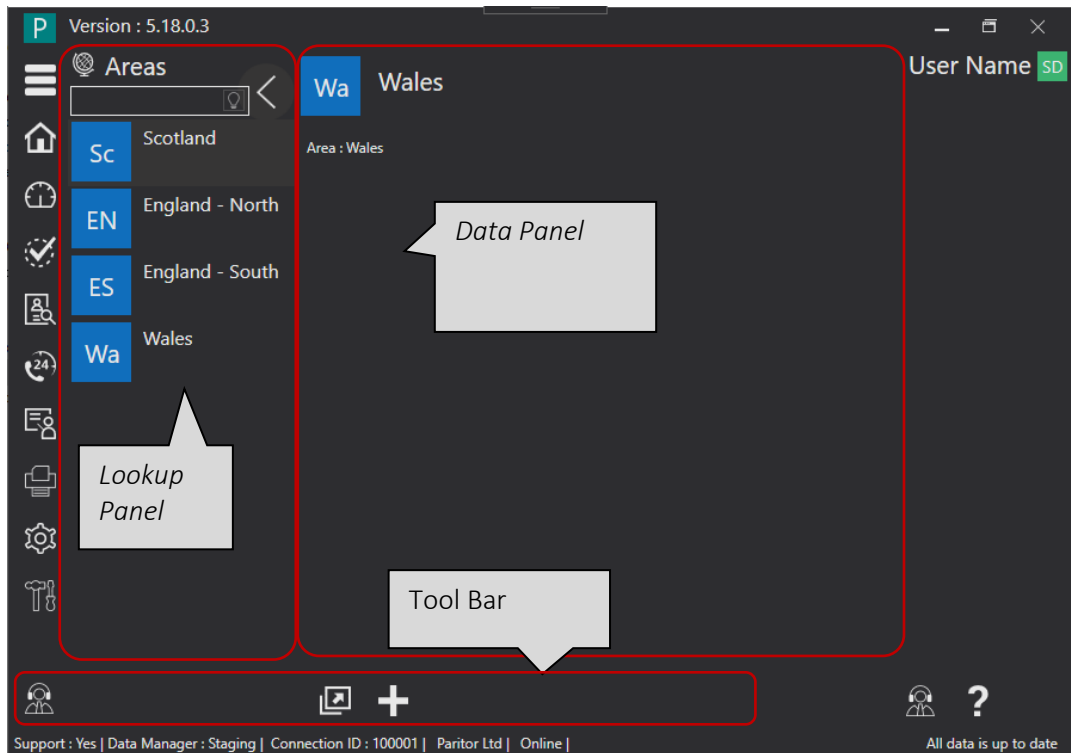 P Version : 5.18.0.3
Areas
User Name SD
Wa Wales
Sc Scotland
Area : Wales
EN England - North
Data Panel
ES England - South
Wa Wales
24
Lookup
Panel
Tool Bar
?
Support : Yes | Data Manager : Staging | Connection ID : 100001 | Paritor Ltd | Online |
All data is up to date